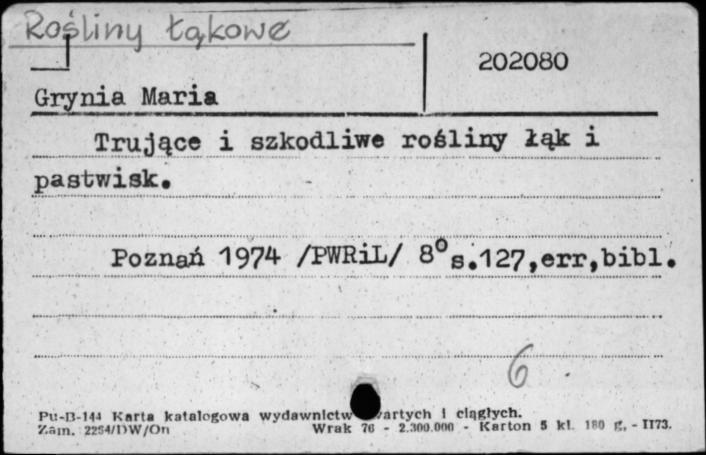 Rośliny łąkowe
202080
Grynia Maria
Trujące i szkodliwe rośliny łąk i
pastwisk.
Poznań 1974 /PWRiL/ 8° s.127,err,bibl.
6
Pu-B-144 Karta katalogowa wydawnictw zwartych i ciągłych.
Zam. 2254/DW/On Wrak 76 - 2.300.000 - Karton 5 kl. 180 g. - II73.